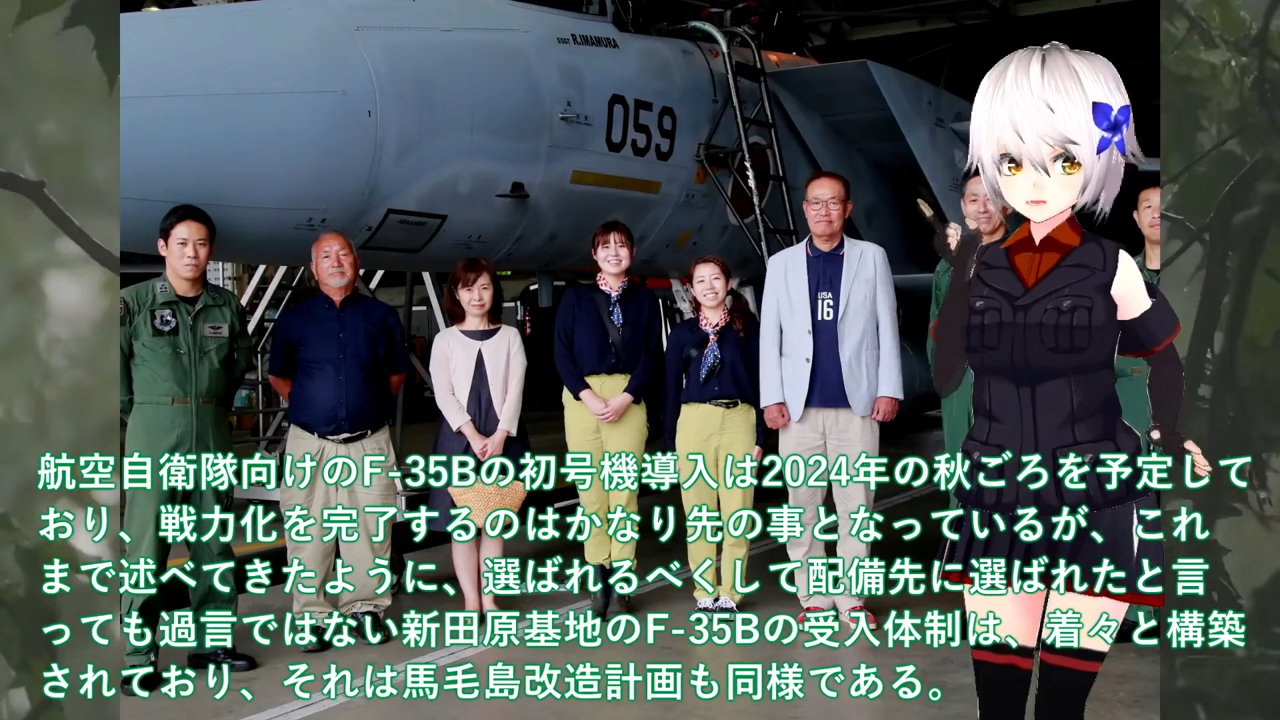 SSGT R.IMAMURA
059
USA
16
航空自衛隊向けのF-35Bの初号機導入は2024年の秋ごろを予定して
おり、戦力化を完了するのはかなり先の事となっているが、これ
まで述べてきたように、選ばれるべくして配備先に選ばれたと言
っても過言ではない新田原基地のF-35Bの受入体制は、着々と構築
されており、それは馬毛島改造計画も同様である。